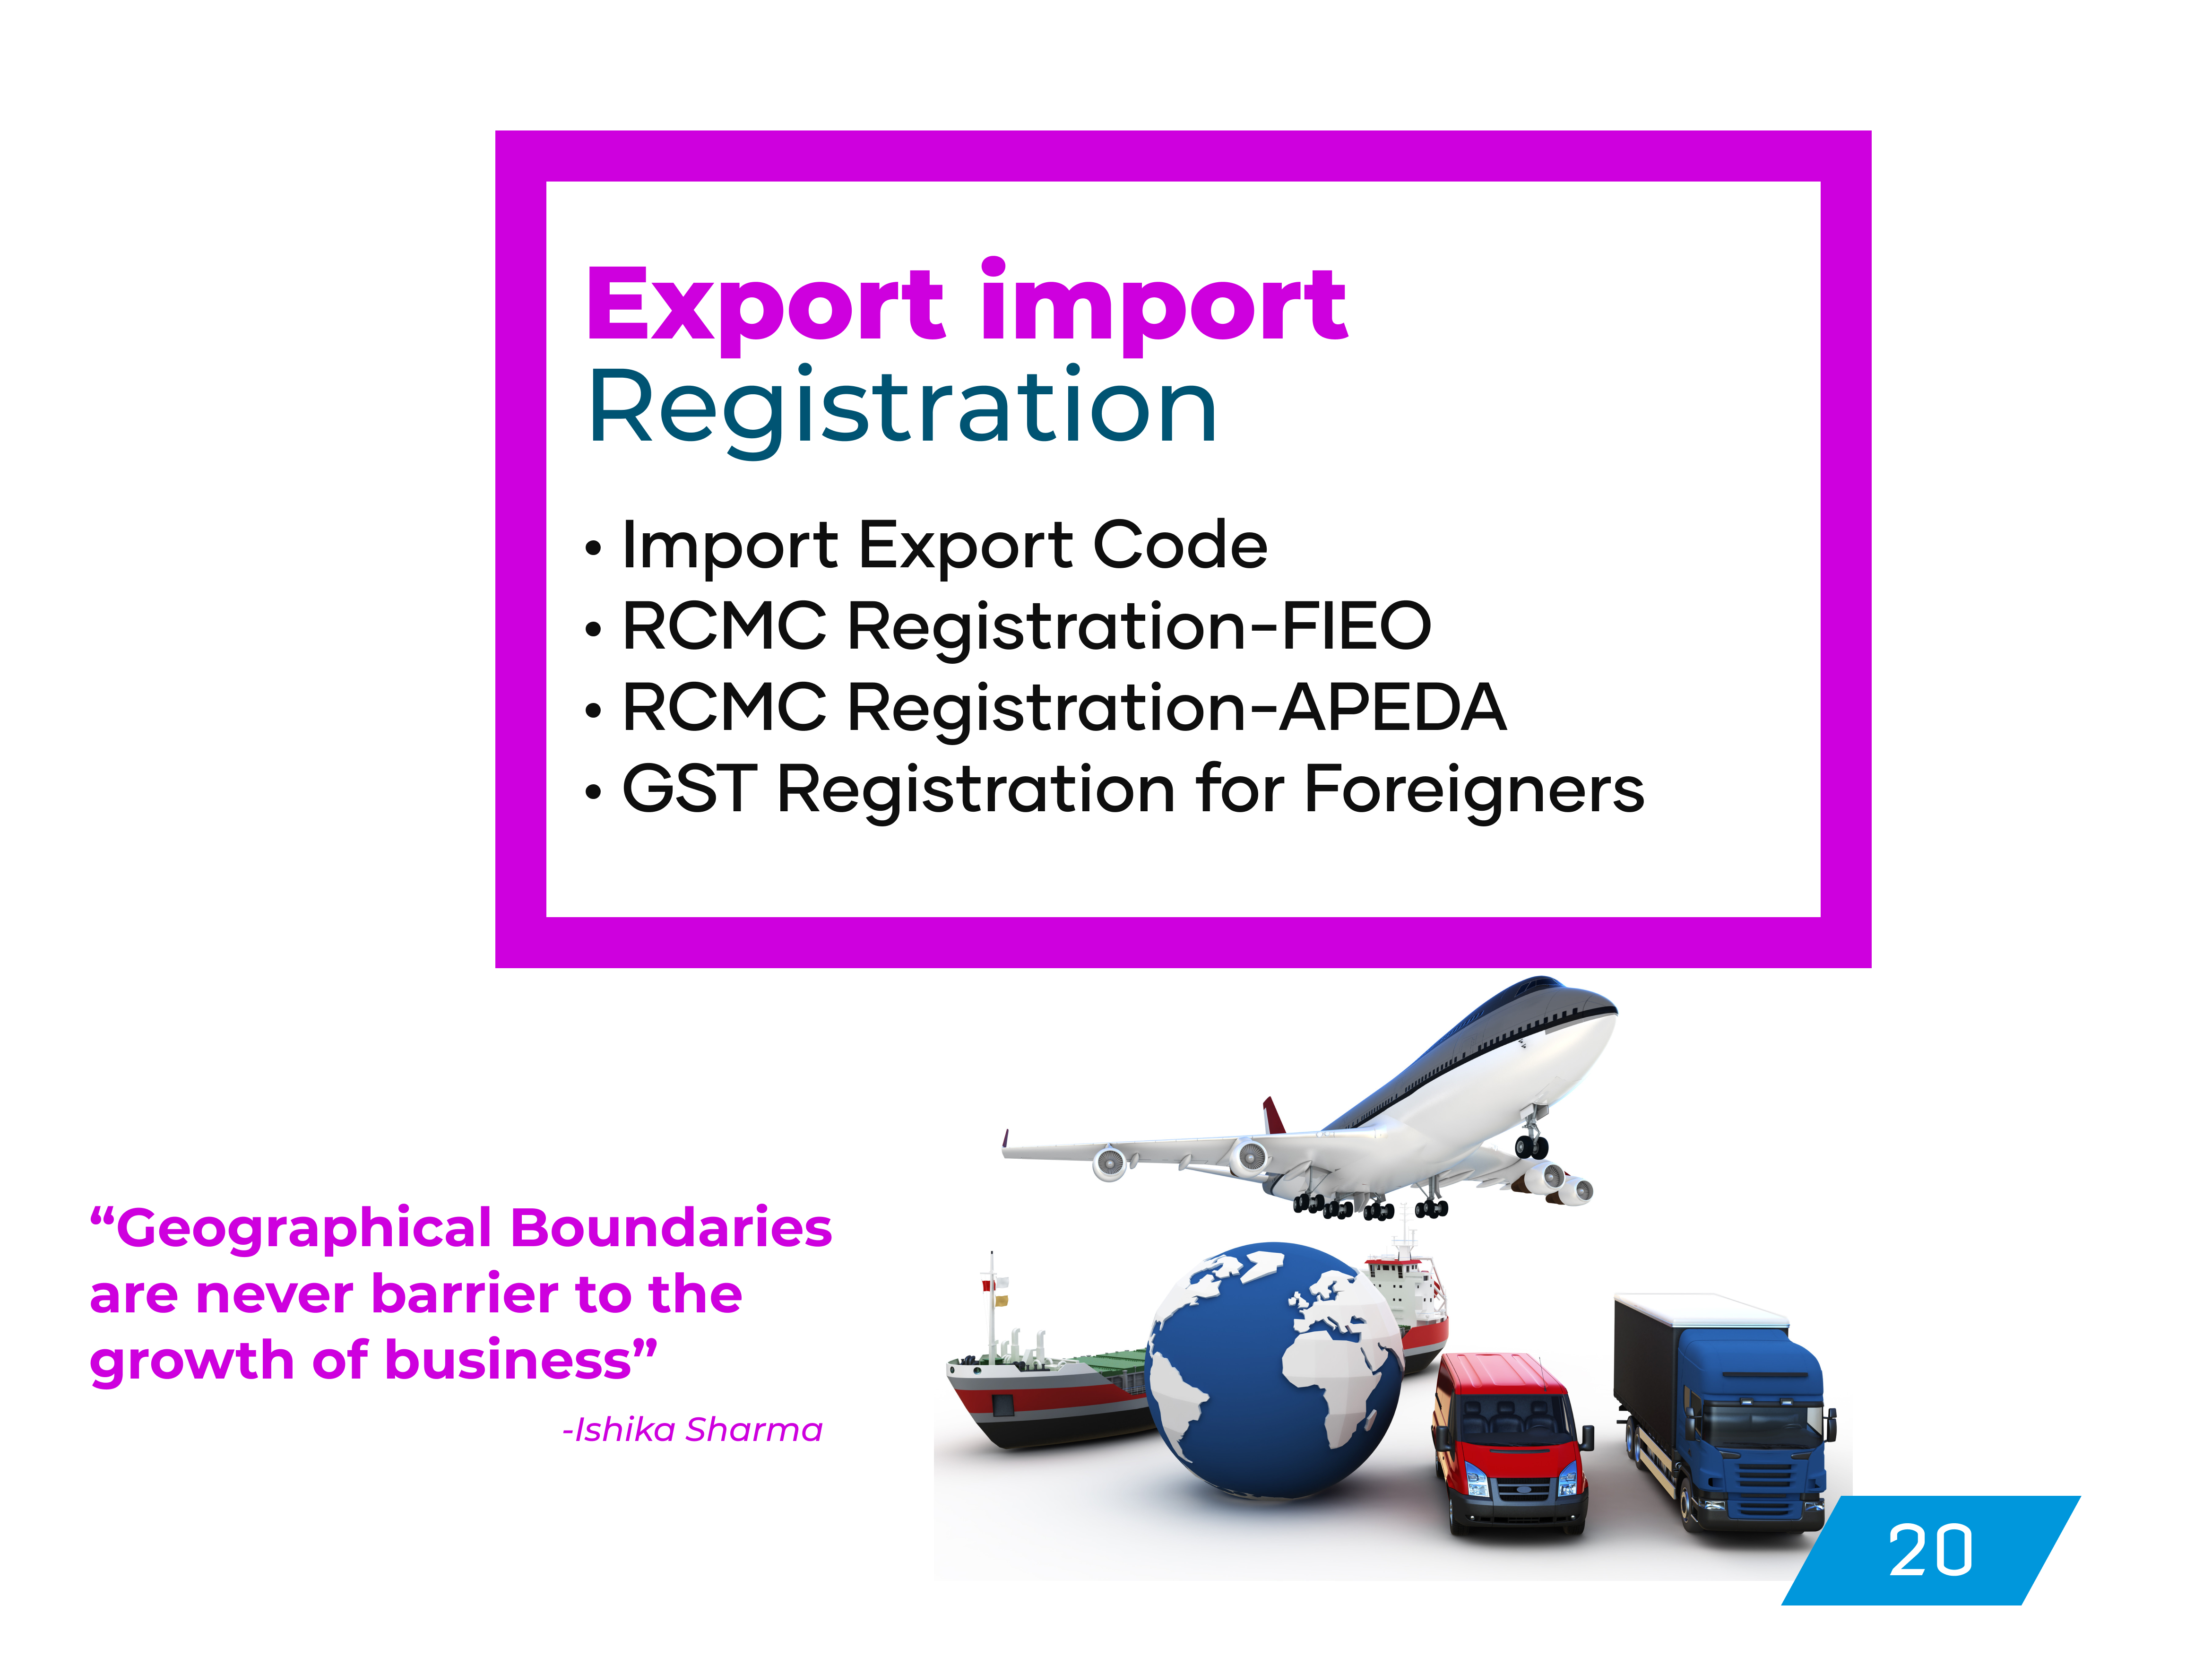 Export import
Registration
• Import Export Code
• RCMC Registration-FIEO
• RCMC Registration-APEDA
• GST Registration for Foreigners
“Geographical Boundaries
are never barrier to the
growth of business”
-Ishika Sharma
20